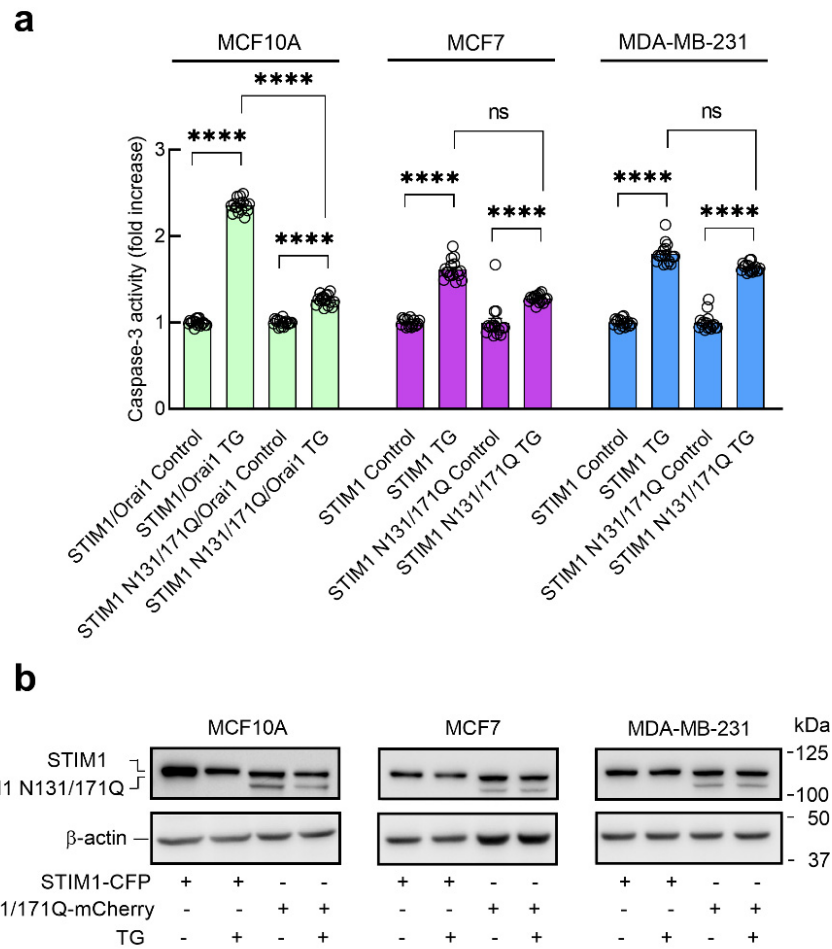 a
MCF10A MCF7 MDA-MB-231
**** ns ns
**** **** ****
**** **** ****
Caspase-3 activity (fold increase)
3
2
1
0
STIM1/Orai1 Control
STIM1/Orai1 TG
STIM1 N131/171Q/Orai1 Control
STIM1 N131/171Q/Orai1 TG
STIM1 Control
STIM1 TG
STIM1 N131/171Q Control
STIM1 N131/171Q TG
STIM1 Control
STIM1 TG
STIM1 N131/171Q Control
STIM1 N131/171Q TG
b
MCF10A MCF7 MDA-MB-231 kDa
STIM1 -125
1 N131/171Q -100
β-actin — - 50
- 37
STIM1-CFP + + - - + + - - + + - -
1/171Q-mCherry - - + + - - + + - - + +
TG - + - + - + - + - + - +